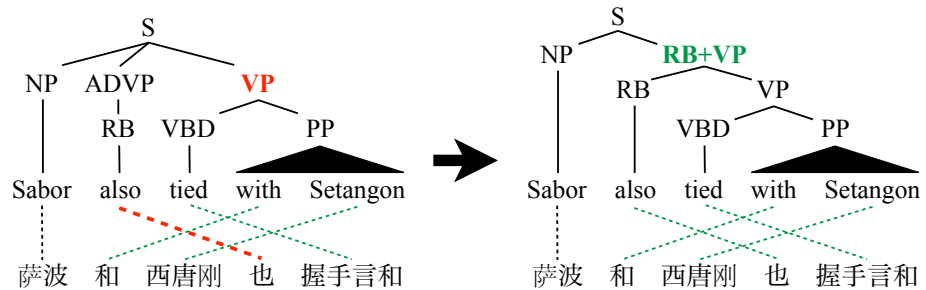 S
NP ADVP VP
RB VBD PP
Sabor also tied with Setangon
萨波 和 西唐刚 也 握手言和
S
NP RB+VP
RB VP
VBD PP
Sabor also tied with Setangon
萨波 和 西唐刚 也 握手言和